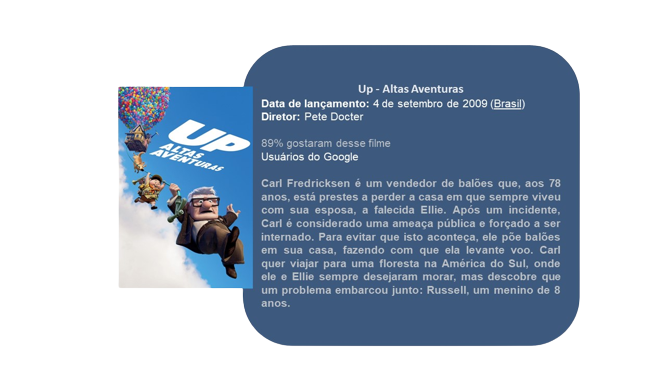 UP
ALTAS
AVENTURAS
Up - Altas Aventuras
Data de lançamento: 4 de setembro de 2009 (Brasil)
Diretor: Pete Docter
89% gostaram desse filme
Usuários do Google
Carl Fredricksen é um vendedor de balões que, aos 78
anos, está prestes a perder a casa em que sempre viveu
com sua esposa, a falecida Ellie. Após um incidente,
Carl é considerado uma ameaça pública e forçado a ser
internado. Para evitar que isto aconteça, ele põe balões
em sua casa, fazendo com que ela levante voo. Carl
quer viajar para uma floresta na América do Sul, onde
ele e Ellie sempre desejaram morar, mas descobre que
um problema embarcou junto: Russell, um menino de 8
anos.